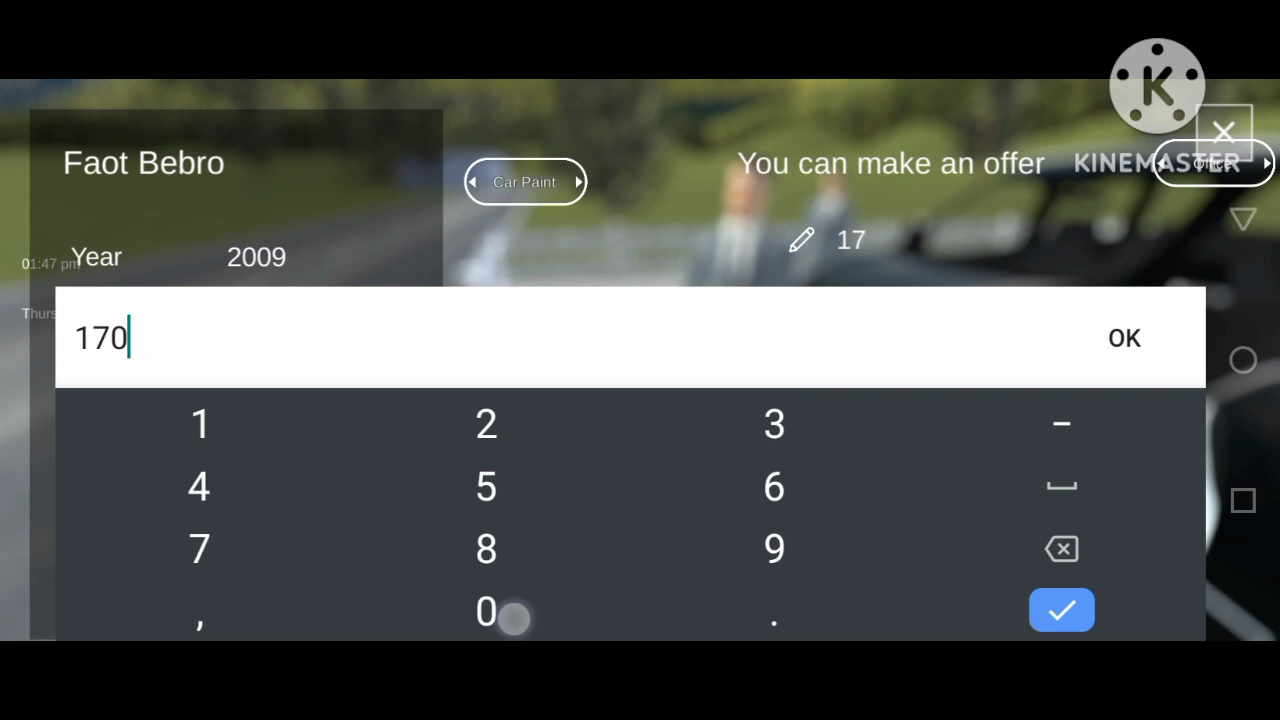 Faot Bebro
Car Paint
You can make an offer
KINEMASTER
17
Year 2009
01:47 pm
Thurs
170
OK
1 2 3 -
4 5 6
7 8 9
, 0 .